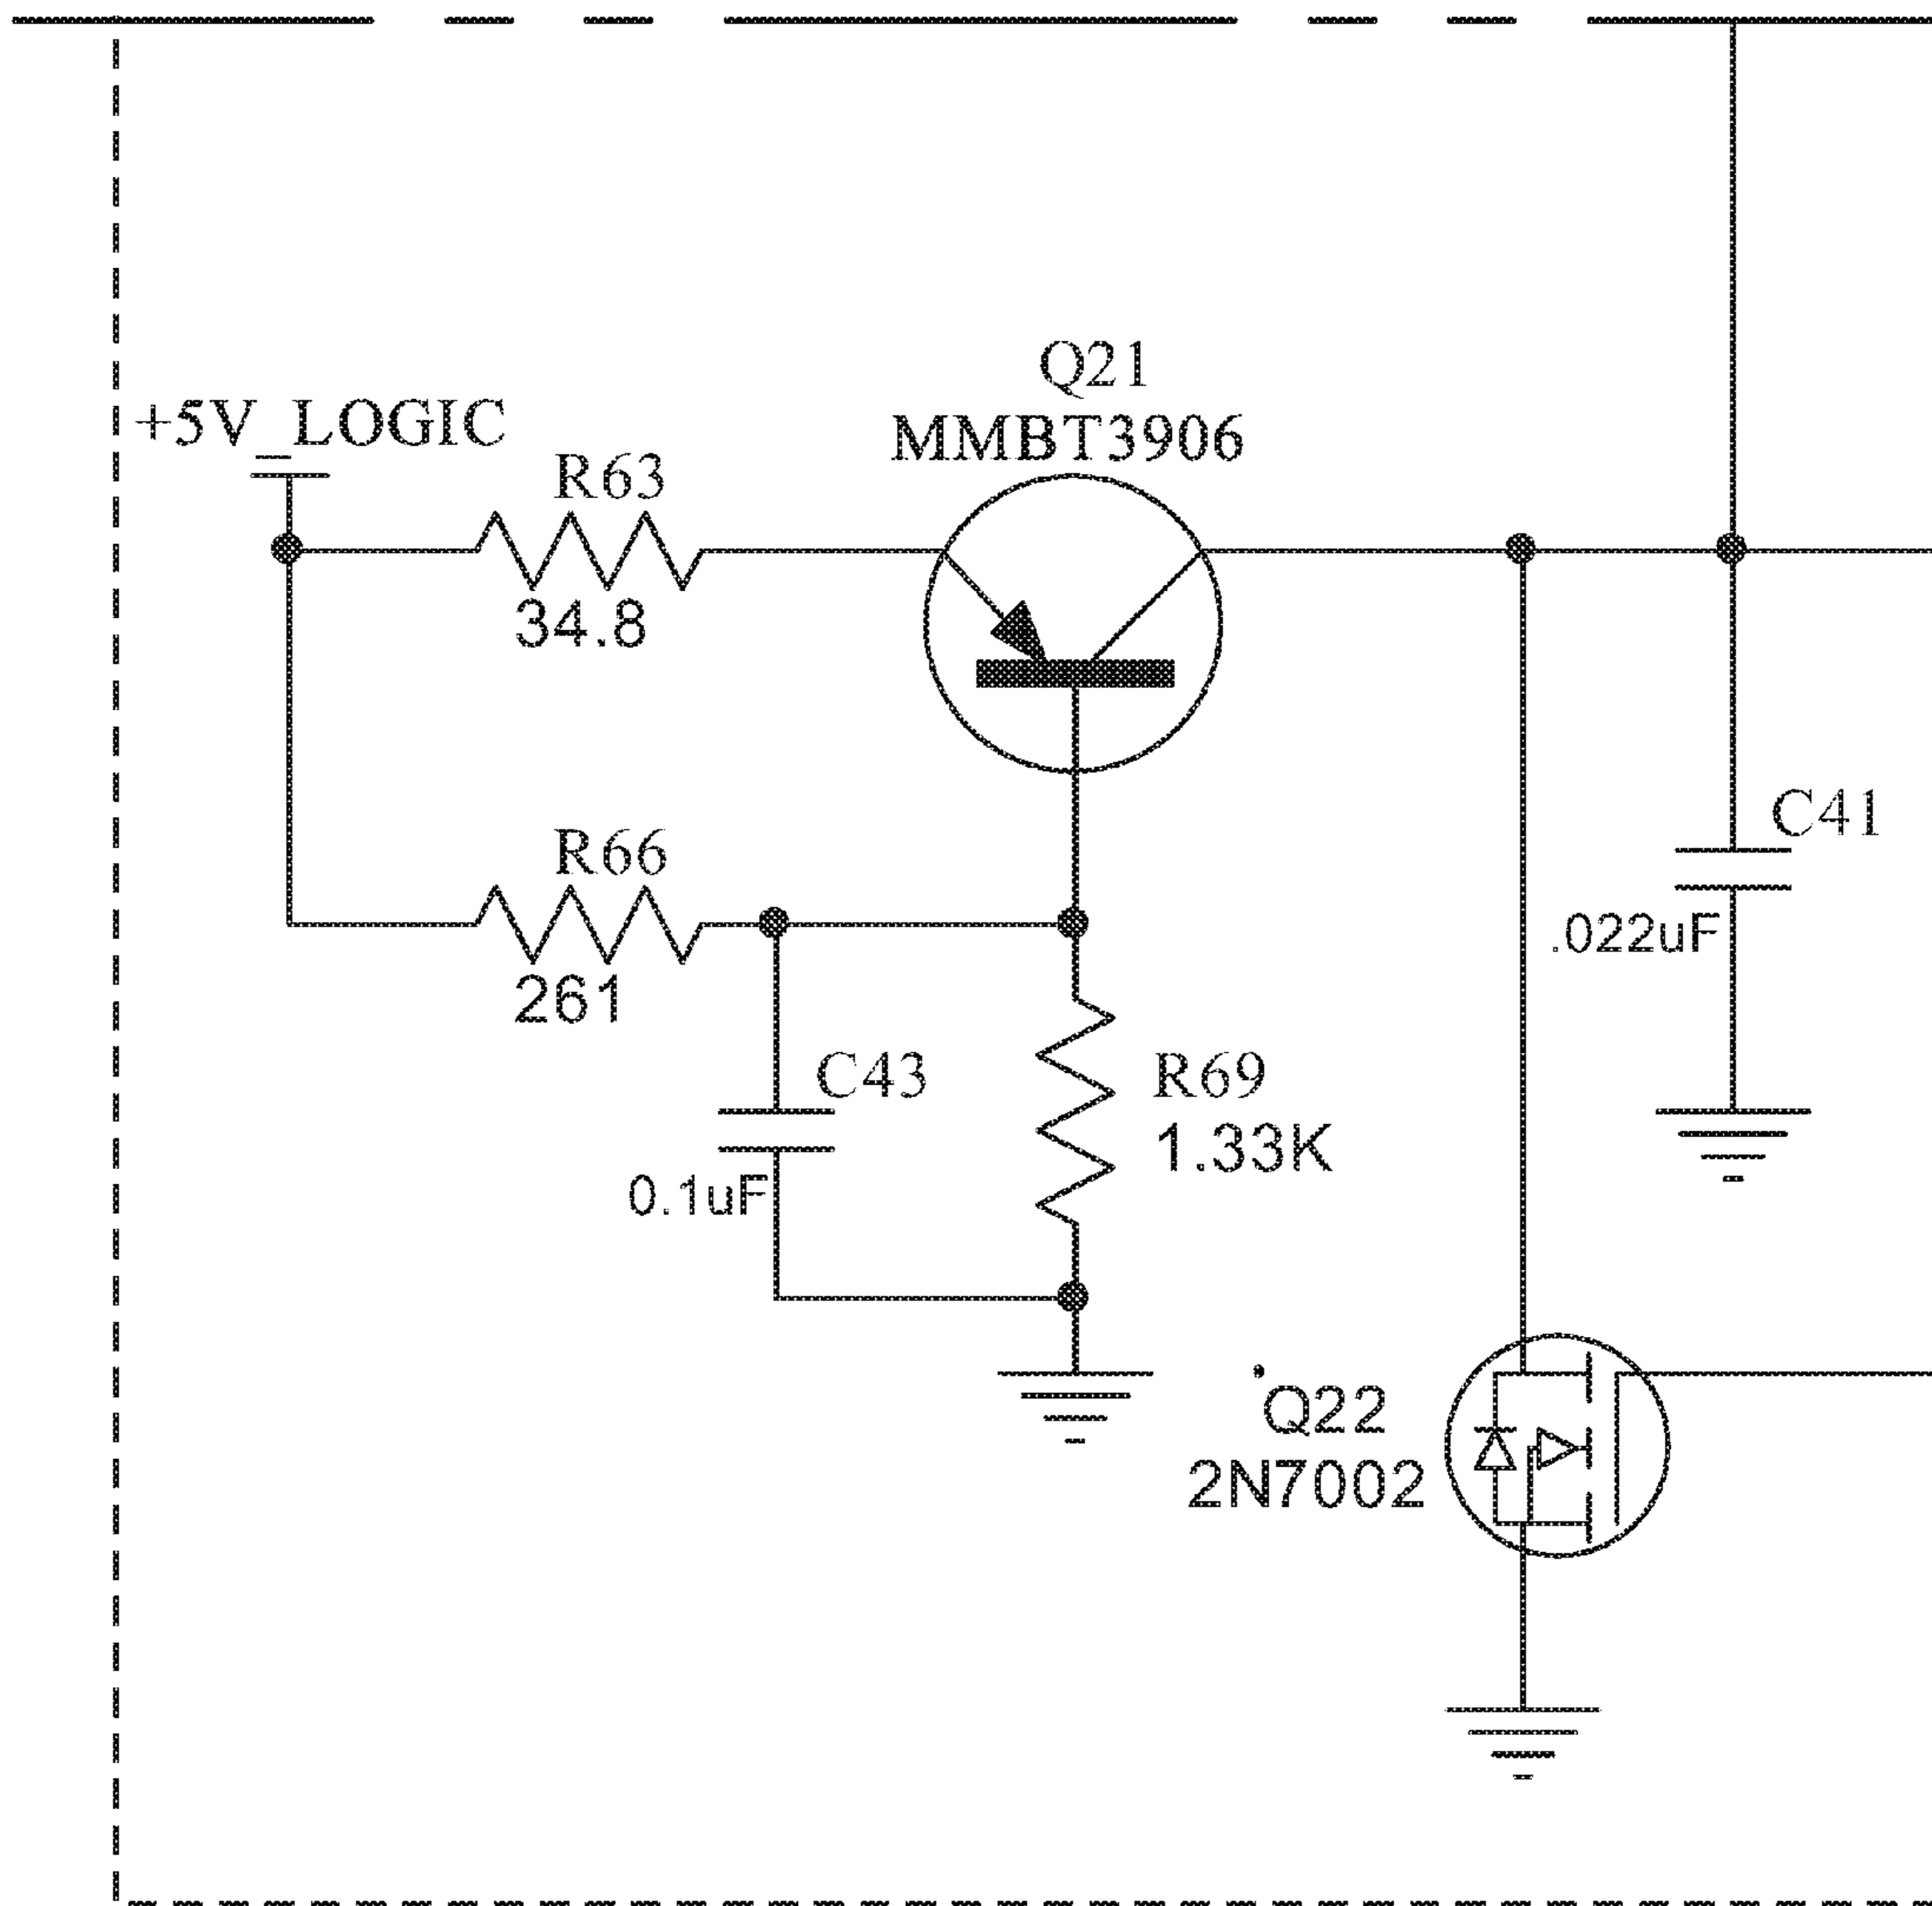 Q21
MMBT3906
+5V_LOGIC
R63
34.8
C41
.022uF
R66
261
C43
0.1uF
R69
1.33K
Q22
2N7002